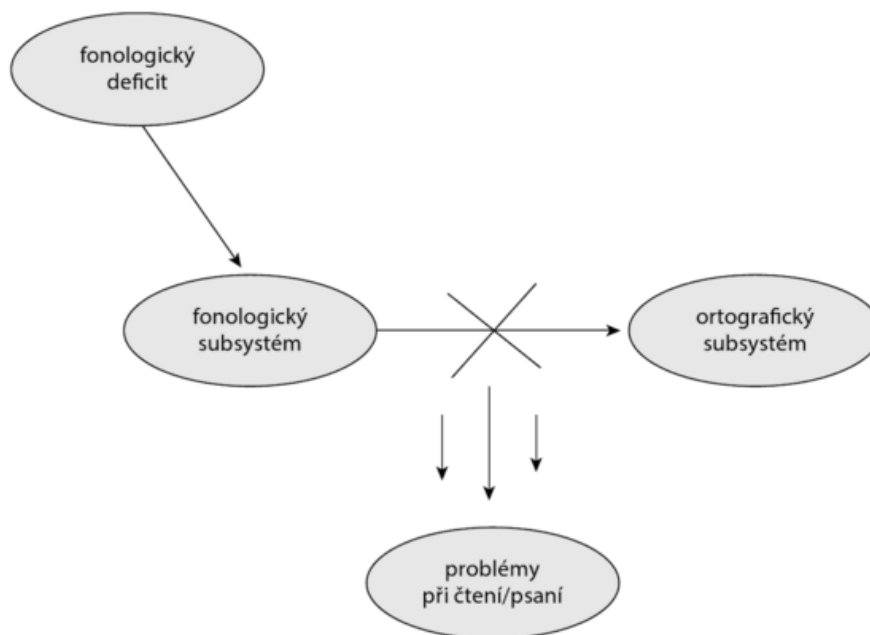 fonologický
deficit
fonologický
subsystém
ortografický
subsystém
problémy
při čtení/psaní